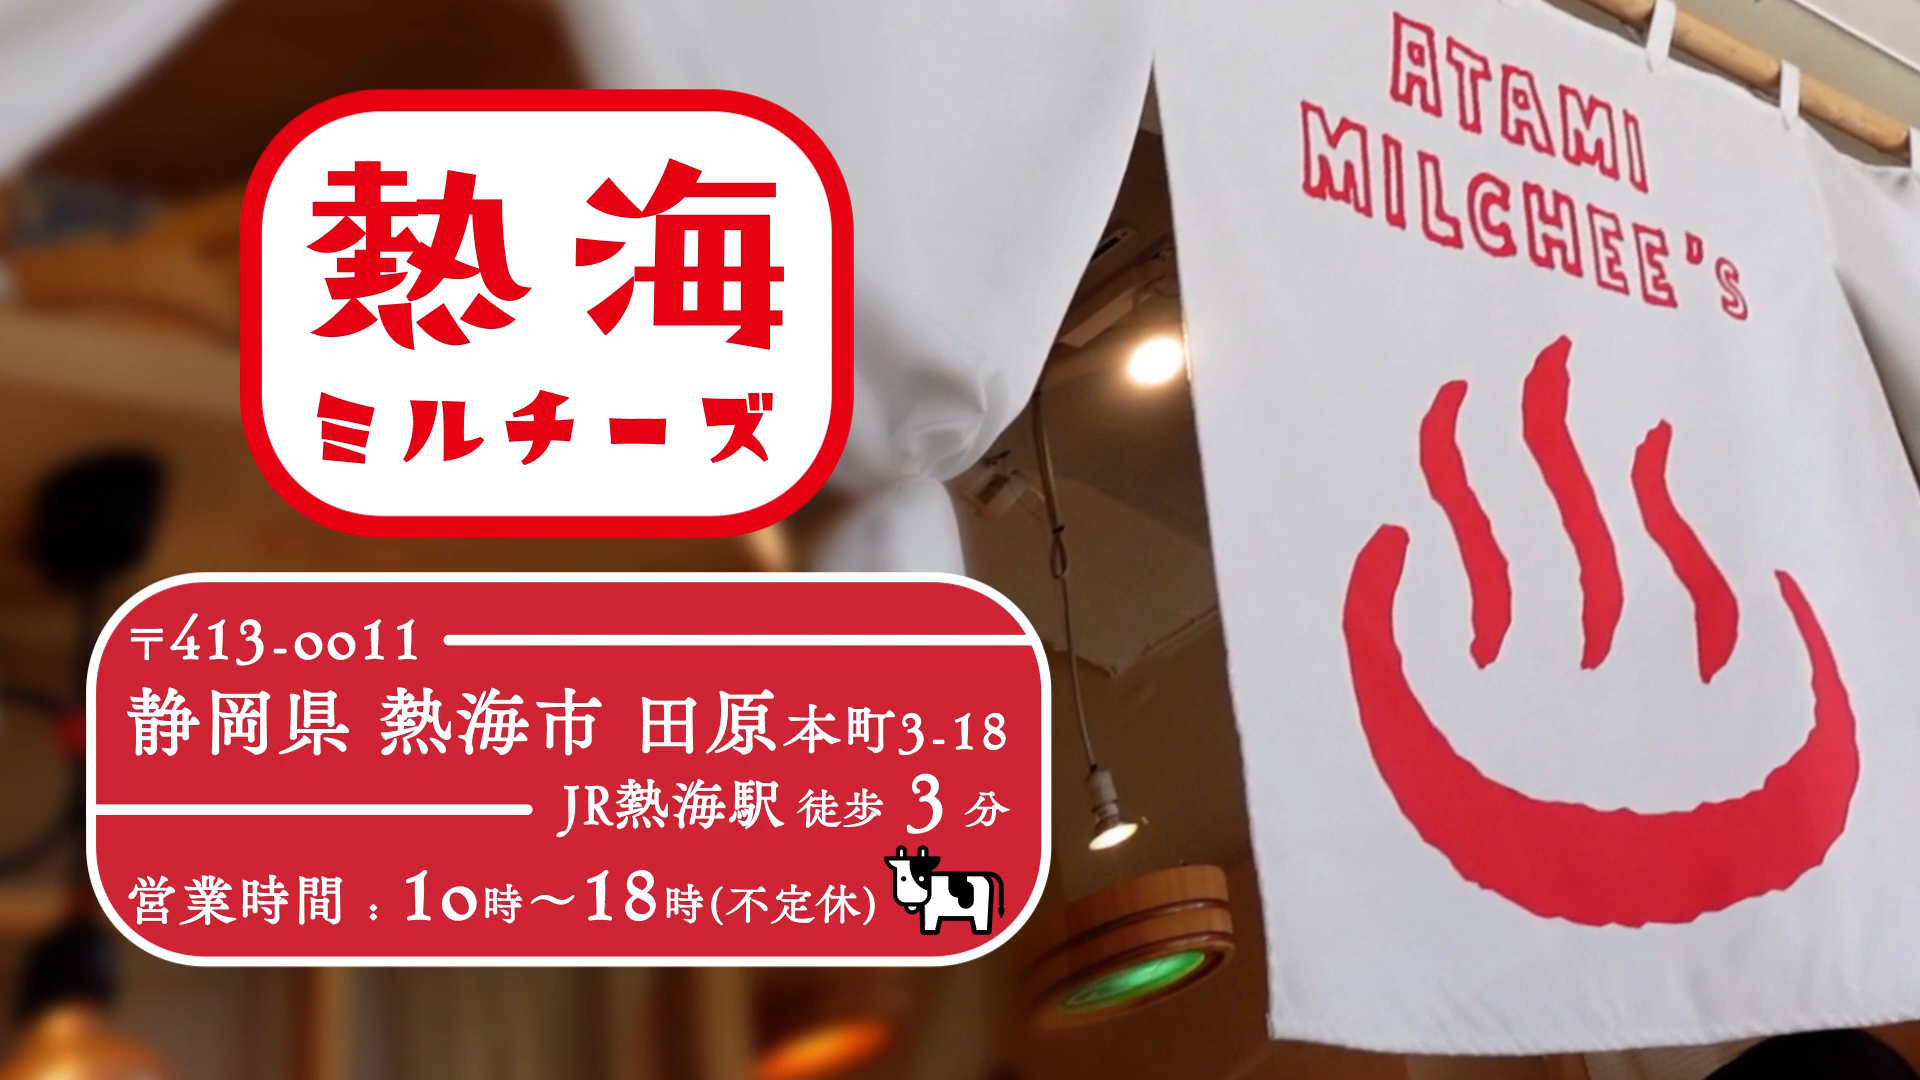 熱海
ミルチーズ
ATAMI
MILCHEE's
〒413-0011
静岡県 熱海市 田原本町3-18
JR熱海駅 徒歩 3 分
営業時間：10時～18時(不定休)